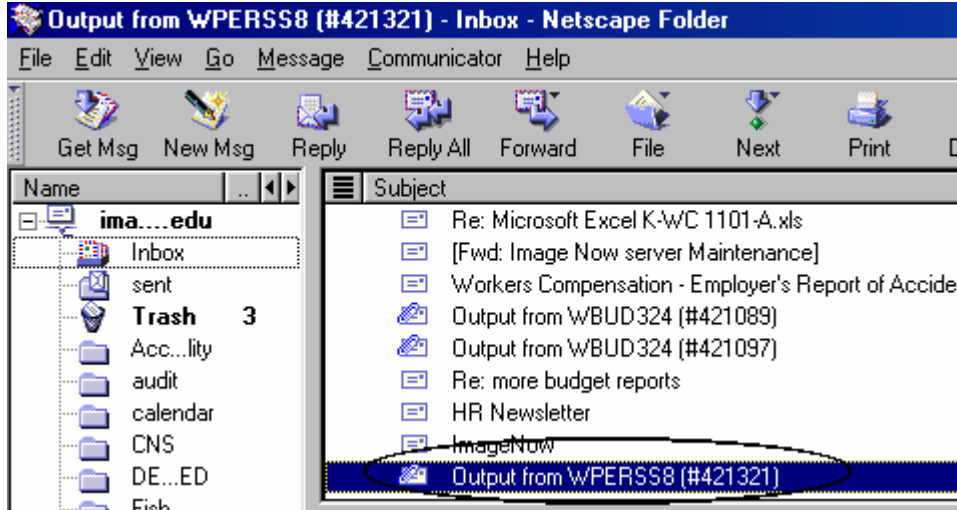 Output from WPERSS8 (#421321) - Inbox - Netscape Folder
File Edit View Go Message Communicator Help
Get Msg New Msg Reply Reply All Forward File Next Print
Name .. Subject
ima....edu
Inbox
sent
Trash 3
Acc...lity
audit
calendar
CNS
DE...ED
Fish
Re: Microsoft Excel K-WC 1101-A.xls
[Fwd: Image Now server Maintenance]
Workers Compensation - Employer's Report of Accide
Output from WBUD324 (#421089)
Output from WBUD324 (#421097)
Re: more budget reports
HR Newsletter
ImageNow
Output from WPERSS8 (#421321)